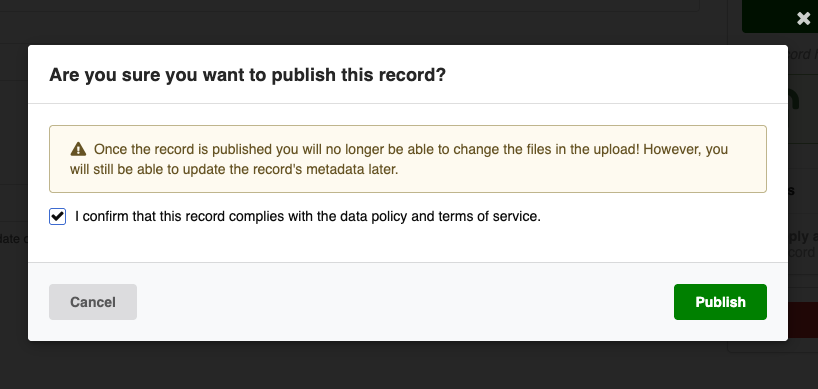 Are you sure you want to publish this record?
Once the record is published you will no longer be able to change the files in the upload! However, you
will still be able to update the record's metadata later.
I confirm that this record complies with the data policy and terms of service.
Cancel
Publish